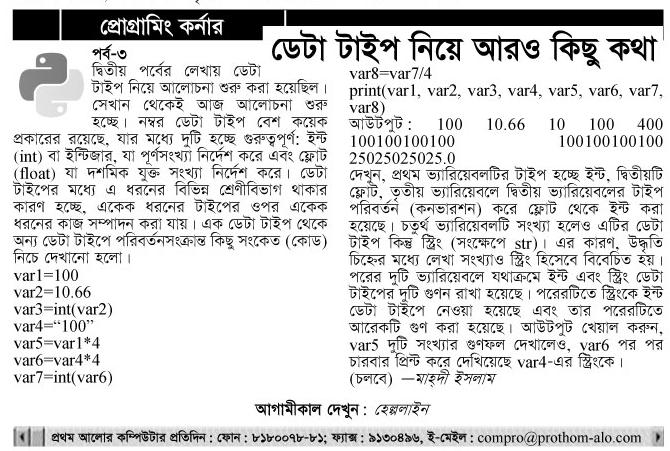 প্রোগ্রামিং কর্নার
ডেটা টাইপ নিয়ে আরও কিছু কথা
পর্ব-৩
দ্বিতীয় পর্বের লেখায় ডেটা
টাইপ নিয়ে আলোচনা শুরু করা হয়েছিল।
সেখান থেকেই আজ আলোচনা শুরু
হচ্ছে। নম্বর ডেটা টাইপ বেশ কয়েক
প্রকারের রয়েছে, যার মধ্যে দুটি হচ্ছে গুরুত্বপূর্ণ: ইন্ট
(int) বা ইন্টিজার, যা পূর্ণসংখ্যা নির্দেশ করে এবং ফ্লোট
(float) যা দশমিক যুক্ত সংখ্যা নির্দেশ করে। ডেটা
টাইপের মধ্যে এ ধরনের বিভিন্ন শ্রেণীবিভাগ থাকার
কারণ হচ্ছে, একেক ধরনের টাইপের ওপর একেক
ধরনের কাজ সম্পাদন করা যায়। এক ডেটা টাইপ থেকে
অন্য ডেটা টাইপে পরিবর্তনসংক্রান্ত কিছু সংকেত (কোড)
নিচে দেখানো হলো।
var1=100
var2=10.66
var3=int(var2)
var4=“100”
var5=var1*4
var6=var4*4
var7=int(var6)
var8=var7/4
print(var1, var2, var3, var4, var5, var6, var7,
var8)
আউটপুট: 100 10.66 10 100 400
100100100100 100100100100
25025025025.0
দেখুন, প্রথম ভ্যারিয়েবলটির টাইপ হচ্ছে ইন্ট, দ্বিতীয়টি
ফ্লোট, তৃতীয় ভ্যারিয়েবলে দ্বিতীয় ভ্যারিয়েবলের টাইপ
পরিবর্তন (কনভারশন) করে ফ্লোট থেকে ইন্ট করা
হয়েছে। চতুর্থ ভ্যারিয়েবলটি সংখ্যা হলেও এটির ডেটা
টাইপ কিন্তু স্ট্রিং (সংক্ষেপে str)। এর কারণ, উদ্ধৃতি
চিহ্নের মধ্যে লেখা সংখ্যাও স্ট্রিং হিসেবে বিবেচিত হয়।
পরের দুটি ভ্যারিয়েবলে যথাক্রমে ইন্ট এবং স্ট্রিং ডেটা
টাইপের দুটি গুণন রাখা হয়েছে। পরেরটিতে স্ট্রিংকে ইন্ট
ডেটা টাইপে নেওয়া হয়েছে এবং তার পরেরটিতে
আরেকটি গুণ করা হয়েছে। আউটপুট খেয়াল করুন,
var5 দুটি সংখ্যার গুণফল দেখালেও, var6 পর পর
চারবার প্রিন্ট করে দেখিয়েছে var4-এর স্ট্রিংকে।
(চলবে) —মাহ্‌দী ইসলাম
আগামীকাল দেখুন : হেল্পলাইন
প্রথম আলোর কম্পিউটার প্রতিদিন : ফোন : ৮১৮০০৭৮-৮১; ফ্যাক্স : ৯১৩০৪৯৬, ই-মেইল : compro@prothom-alo.com